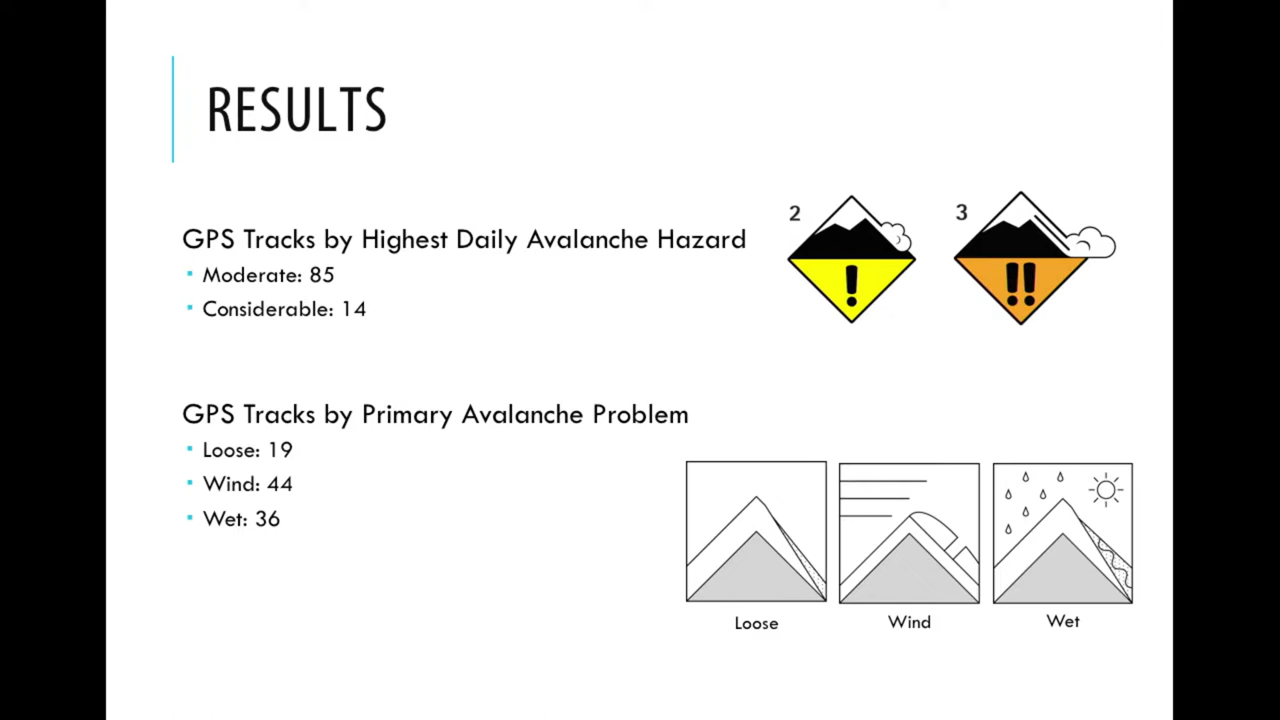 RESULTS
GPS Tracks by Highest Daily Avalanche Hazard
▪ Moderate: 85
▪ Considerable: 14
2
!
3
!!
GPS Tracks by Primary Avalanche Problem
▪ Loose: 19
▪ Wind: 44
▪ Wet: 36
Loose
Wind
Wet